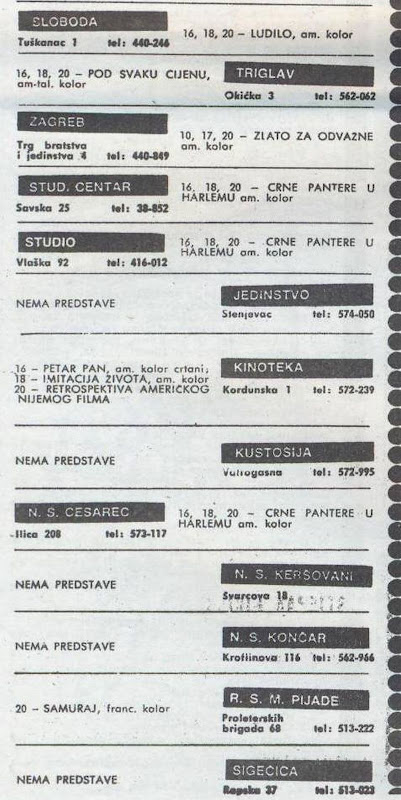 SLOBODA
Tuškanac 1 tel: 440-246
16, 18, 20 – LUDILO, am. kolor
16, 18, 20 – POD SVAKU CIJENU,
am-tal. kolor
TRIGLAV
Okićka 3 tel: 562-062
ZAGREB
Trg bratstva
i jedinstva 4 tel: 440-849
10, 17, 20 – ZLATO ZA ODVAŽNE
am. kolor
STUD. CENTAR
Savska 25 tel: 38-852
16, 18, 20 – CRNE PANTERE U
HARLEMU am. kolor
STUDIO
Vlaška 92 tel: 416-012
16, 18, 20 – CRNE PANTERE U
HARLEMU am. kolor
NEMA PREDSTAVE
JEDINSTVO
Stenjevac tel: 574-050
16 – PETAR PAN, am. kolor crtani,
18 – IMITACIJA ŽIVOTA, am. kolor
20 – RETROSPEKTIVA AMERIČKOG
NIJEMOG FILMA
KINOTEKA
Kordunska 1 tel: 572-239
NEMA PREDSTAVE
KUSTOŠIJA
Vatrogasna tel: 572-995
N. S. CESAREC
Ilica 208 tel: 573-117
16, 18, 20 – CRNE PANTERE U
HARLEMU am. kolor
NEMA PREDSTAVE
N. S. KERŠOVANI
Švarcova 18
NEMA PREDSTAVE
N. S. KONČAR
Kroflinova 116 tel: 562-966
20 – SAMURAJ, franc. kolor
R. S. M. PIJADE
Proleterskih
brigada 68 tel: 513-222
NEMA PREDSTAVE
SIGEČICA
Rapska 37 tel: 513-023